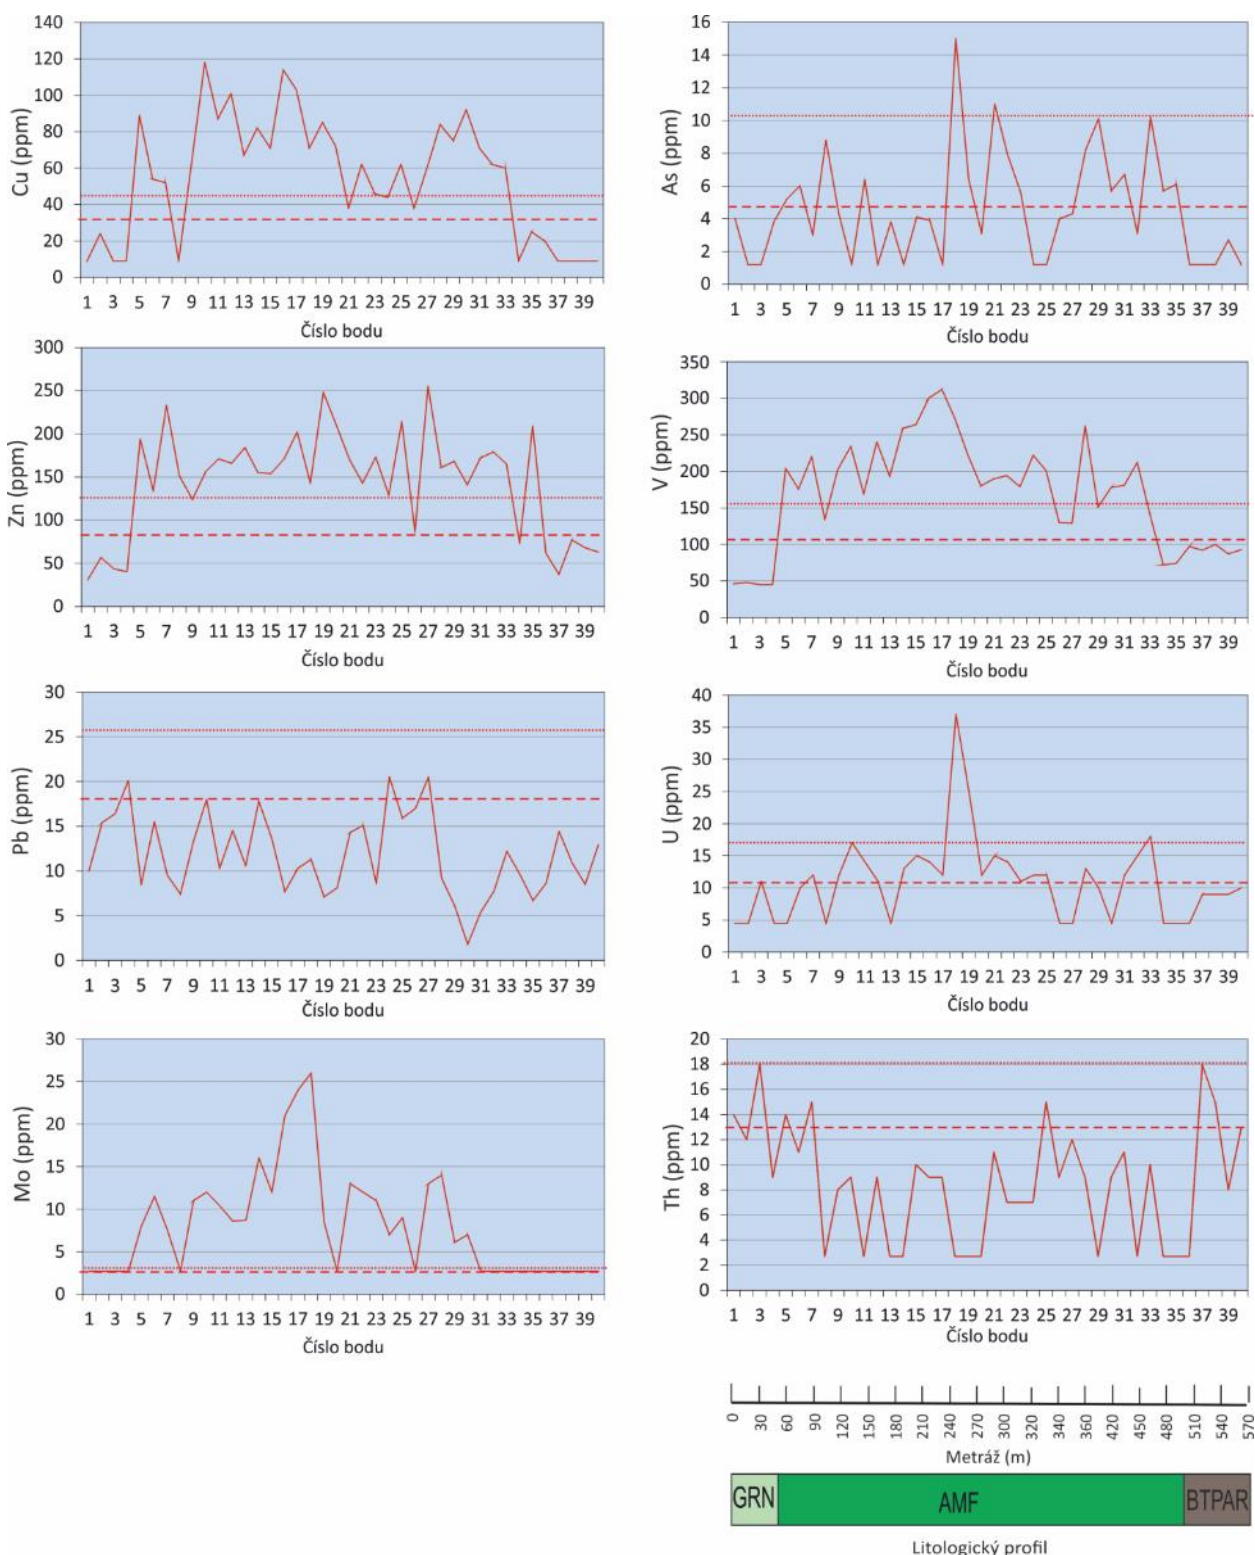 Cu (ppm)
140
120
100
80
60
40
20
0
1 3 5 7 9 11 13 15 17 19 21 23 25 27 29 31 33 35 37 39
Číslo bodu
As (ppm)
16
14
12
10
8
6
4
2
0
1 3 5 7 9 11 13 15 17 19 21 23 25 27 29 31 33 35 37 39
Číslo bodu
Zn (ppm)
300
250
200
150
100
50
0
1 3 5 7 9 11 13 15 17 19 21 23 25 27 29 31 33 35 37 39
Číslo bodu
V (ppm)
350
300
250
200
150
100
50
0
1 3 5 7 9 11 13 15 17 19 21 23 25 27 29 31 33 35 37 39
Číslo bodu
Pb (ppm)
30
25
20
15
10
5
0
1 3 5 7 9 11 13 15 17 19 21 23 25 27 29 31 33 35 37 39
Číslo bodu
U (ppm)
40
35
30
25
20
15
10
5
0
1 3 5 7 9 11 13 15 17 19 21 23 25 27 29 31 33 35 37 39
Číslo bodu
Mo (ppm)
30
25
20
15
10
5
0
1 3 5 7 9 11 13 15 17 19 21 23 25 27 29 31 33 35 37 39
Číslo bodu
Th (ppm)
20
18
16
14
12
10
8
6
4
2
0
1 3 5 7 9 11 13 15 17 19 21 23 25 27 29 31 33 35 37 39
Číslo bodu
0 30 60 90 120 150 180 210 240 270 300 330 320 340 420 450 480 510 540 570
Metráž (m)
GRN AMF BTPAR
Litologický profil